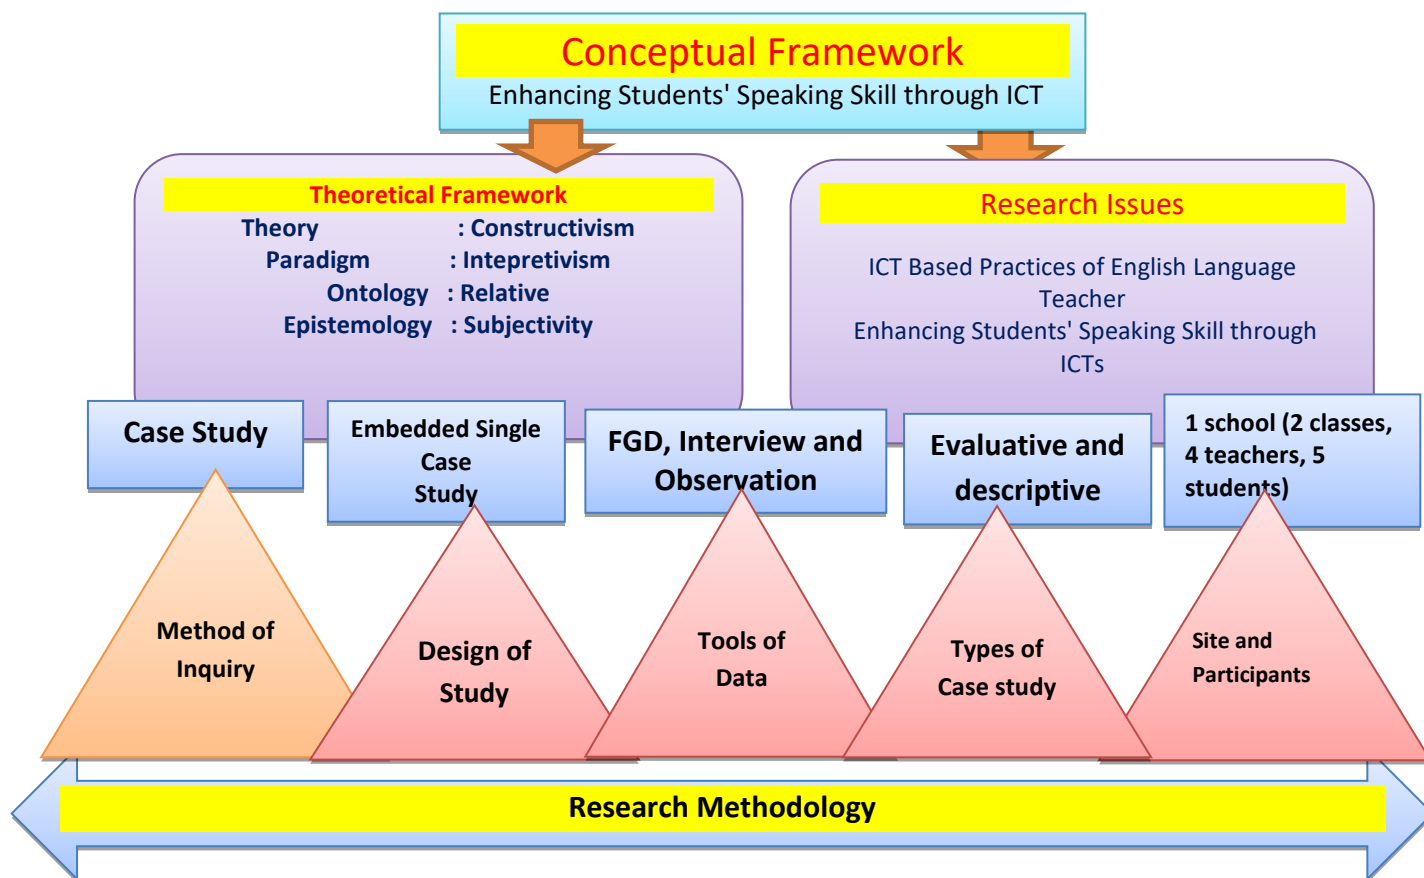 Conceptual Framework
Enhancing Students' Speaking Skill through ICT
Theoretical Framework
Theory : Constructivism
Paradigm : Intepretivism
Ontology : Relative
Epistemology : Subjectivity
Research Issues
ICT Based Practices of English Language
Teacher
Enhancing Students' Speaking Skill through
ICTs
Case Study
Embedded Single
Case
Study
FGD, Interview and
Observation
Evaluative and
descriptive
1 school (2 classes,
4 teachers, 5
students)
Method of
Inquiry
Design of
Study
Tools of
Data
Types of
Case study
Site and
Participants
Research Methodology